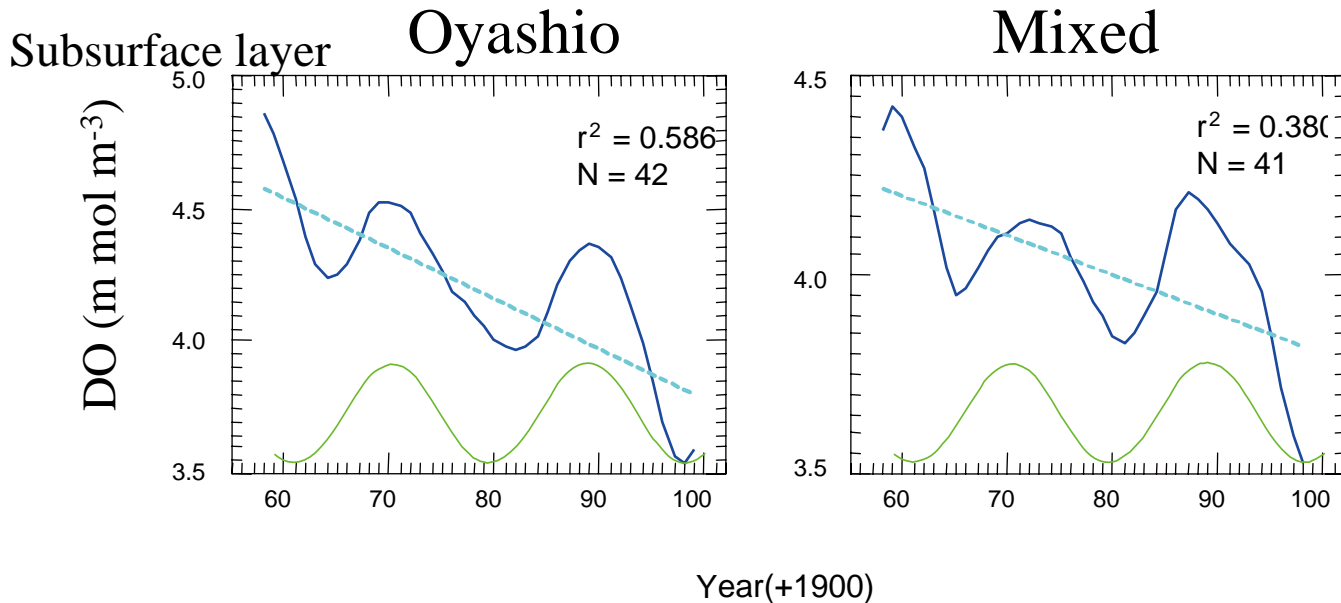 Oyashio
Mixed
Subsurface layer
DO (m mol m⁻³)
5.0
4.5
4.0
3.5
r² = 0.586
N = 42
60 70 80 90 100
4.5
4.0
3.5
r² = 0.380
N = 41
60 70 80 90 100
Year(+1900)